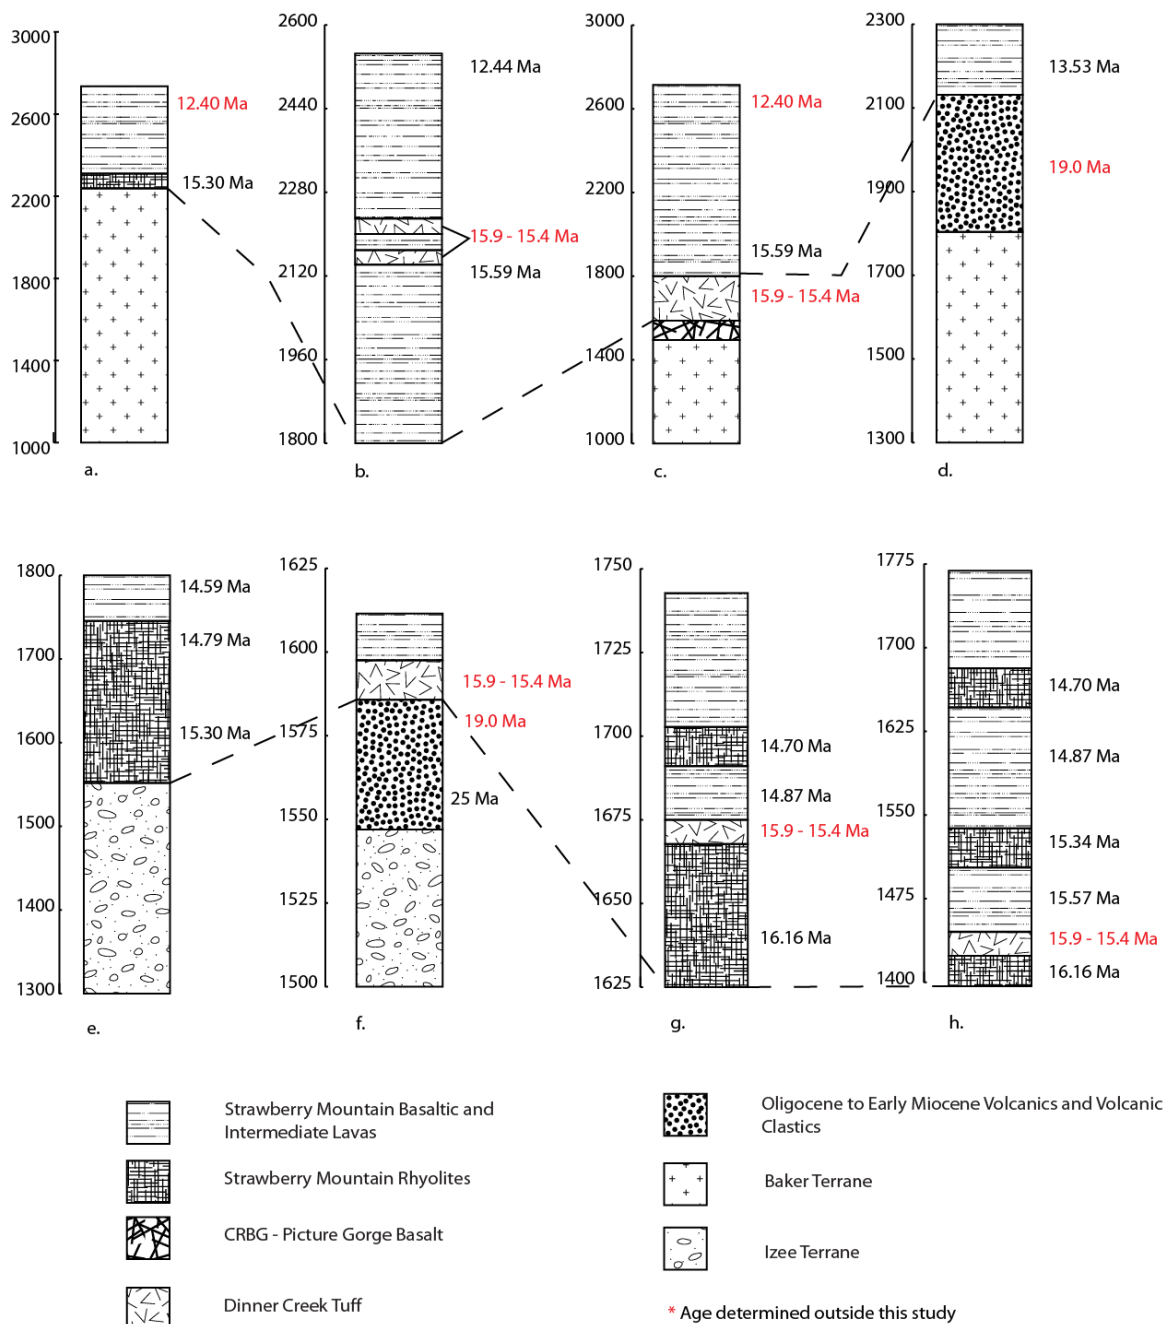 3000
2600
2200
1800
1400
1000
12.40 Ma
15.30 Ma
a.
2600
2440
2280
2120
1960
1800
12.44 Ma
15.9 - 15.4 Ma
15.59 Ma
b.
3000
2600
2200
1800
1400
1000
12.40 Ma
15.59 Ma
15.9 - 15.4 Ma
c.
2300
2100
1900
1700
1500
1300
13.53 Ma
19.0 Ma
d.
1800
1700
1600
1500
1400
1300
14.59 Ma
14.79 Ma
15.30 Ma
e.
1625
1600
1575
1550
1525
1500
15.9 - 15.4 Ma
19.0 Ma
25 Ma
f.
1750
1725
1700
1675
1650
1625
14.70 Ma
14.87 Ma
15.9 - 15.4 Ma
16.16 Ma
g.
1775
1700
1625
1550
1475
1400
14.70 Ma
14.87 Ma
15.34 Ma
15.57 Ma
15.9 - 15.4 Ma
16.16 Ma
h.
Strawberry Mountain Basaltic and
Intermediate Lavas
Strawberry Mountain Rhyolites
CRBG - Picture Gorge Basalt
Dinner Creek Tuff
Oligocene to Early Miocene Volcanics and Volcanic
Clastics
Baker Terrane
Izee Terrane
* Age determined outside this study